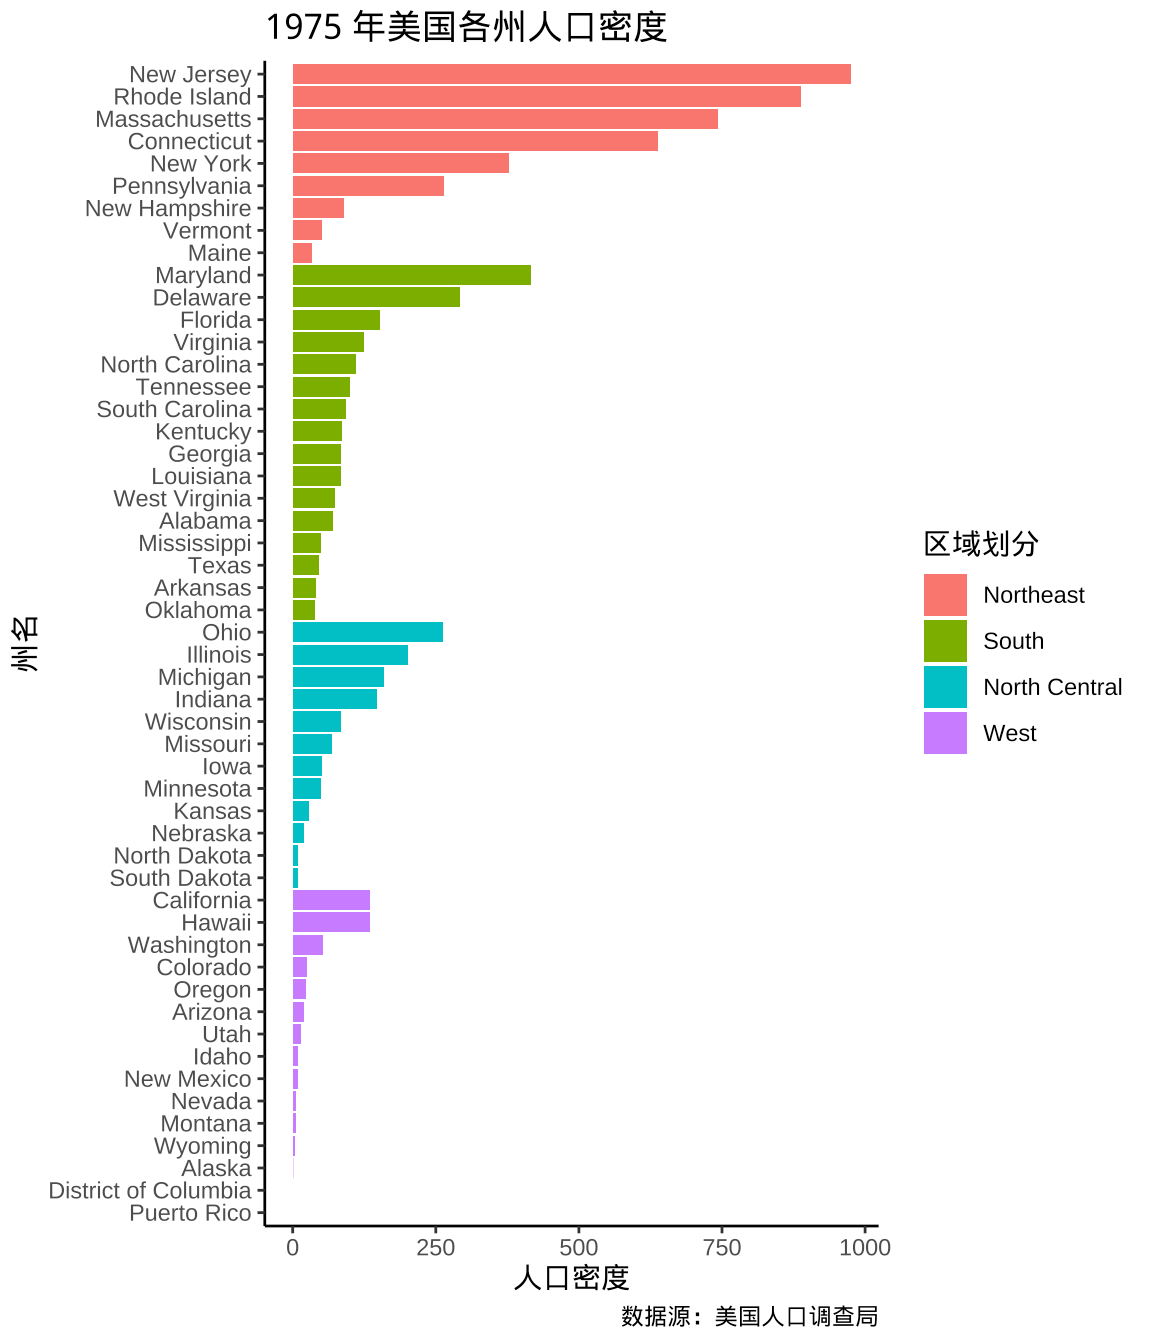 1975 年美国各州人口密度
New Jersey
Rhode Island
Massachusetts
Connecticut
New York
Pennsylvania
New Hampshire
Vermont
Maine
Maryland
Delaware
Florida
Virginia
North Carolina
Tennessee
South Carolina
Kentucky
Georgia
Louisiana
West Virginia
Alabama
Mississippi
Texas
Arkansas
Oklahoma
Ohio
Illinois
Michigan
Indiana
Wisconsin
Missouri
Iowa
Minnesota
Kansas
Nebraska
North Dakota
South Dakota
California
Hawaii
Washington
Colorado
Oregon
Arizona
Utah
Idaho
New Mexico
Nevada
Montana
Wyoming
Alaska
District of Columbia
Puerto Rico
州名
0 250 500 750 1000
人口密度
区域划分
Northeast
South
North Central
West
数据源：美国人口调查局